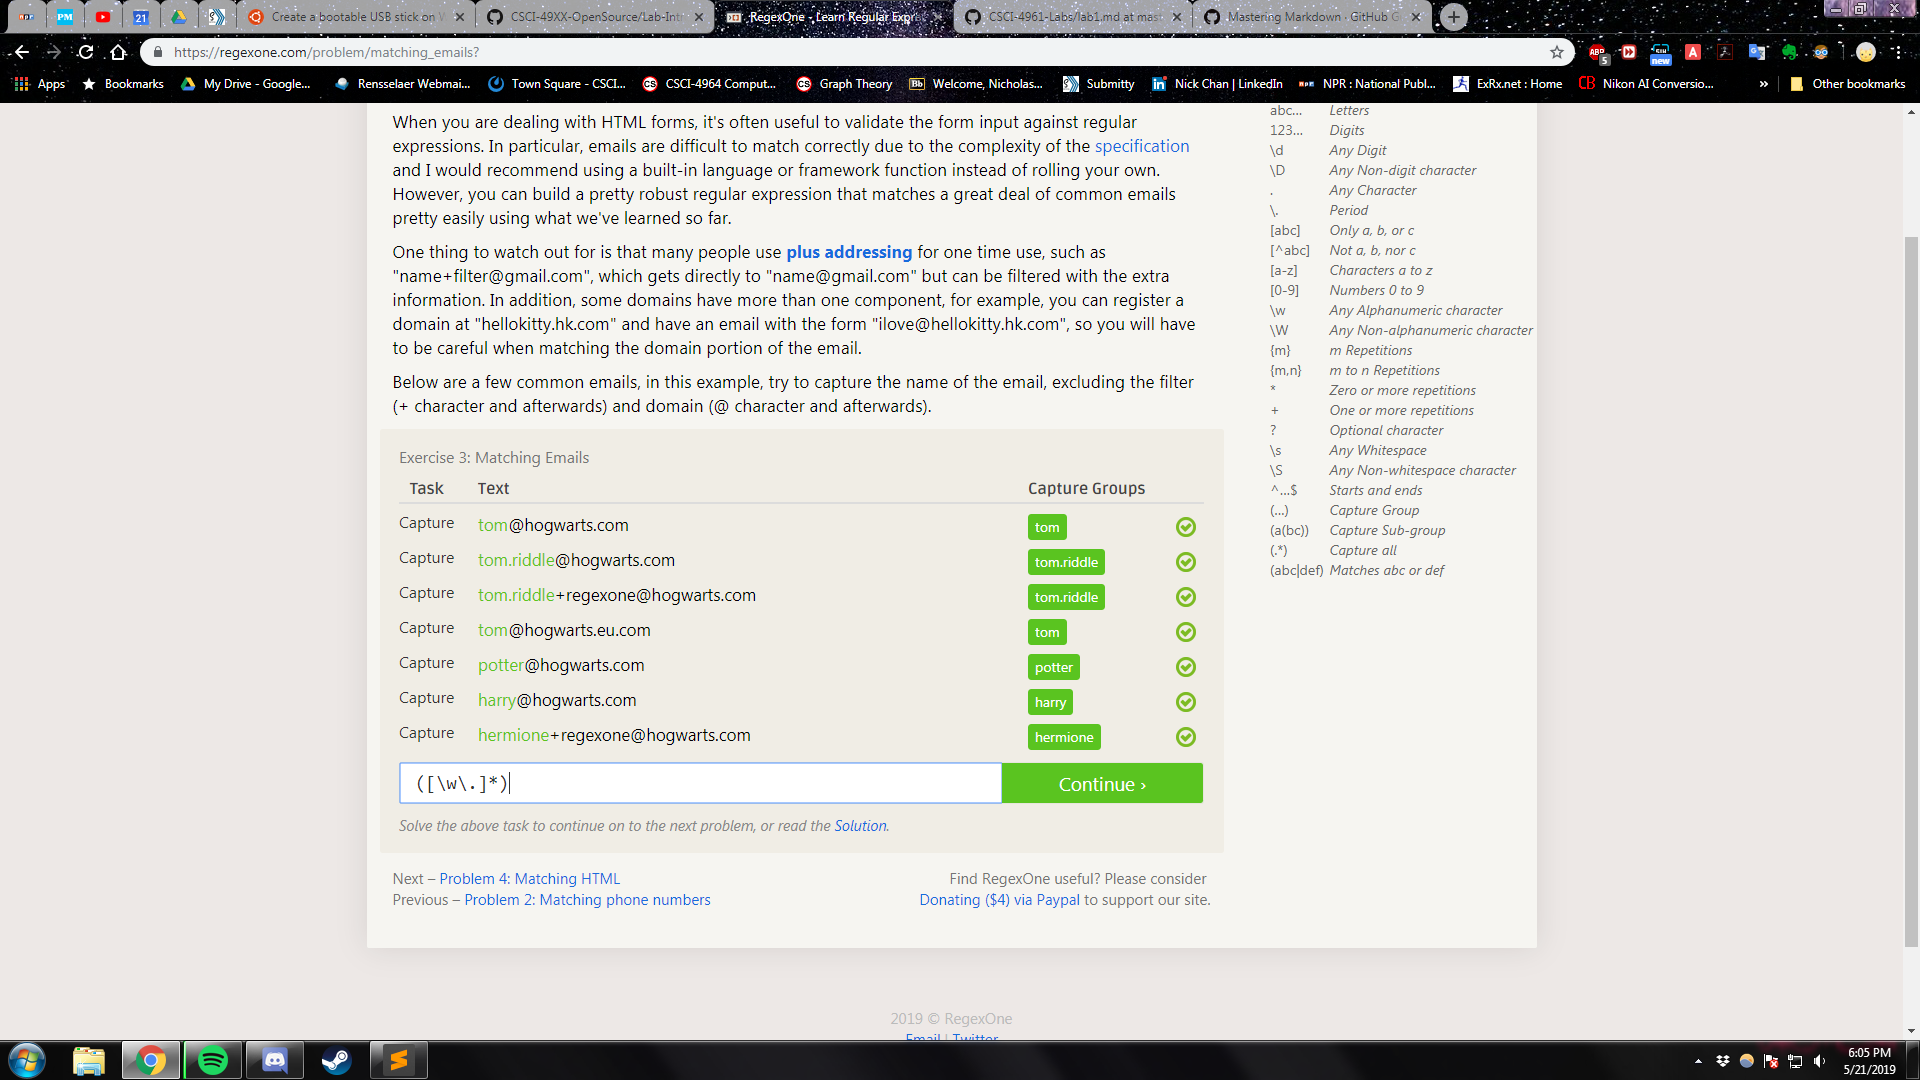 Create a bootable USB stick on W
CSCI-49XX-OpenSource/Lab-Int
RegexOne - Learn Regular Expres
CSCI-4961-Labs/lab1.md at mast
Mastering Markdown · GitHub G
https://regexone.com/problem/matching_emails?
Apps
Bookmarks
My Drive - Google...
Rensselaer Webmai...
Town Square - CSCI...
CSCI-4964 Comput...
Graph Theory
Welcome, Nicholas...
Submitty
Nick Chan | LinkedIn
NPR : National Publ...
ExRx.net : Home
Nikon AI Conversio...
»
Other bookmarks
When you are dealing with HTML forms, it's often useful to validate the form input against regular
expressions. In particular, emails are difficult to match correctly due to the complexity of the specification
and I would recommend using a built-in language or framework function instead of rolling your own.
However, you can build a pretty robust regular expression that matches a great deal of common emails
pretty easily using what we've learned so far.
One thing to watch out for is that many people use plus addressing for one time use, such as
"name+filter@gmail.com", which gets directly to "name@gmail.com" but can be filtered with the extra
information. In addition, some domains have more than one component, for example, you can register a
domain at "hellokitty.hk.com" and have an email with the form "ilove@hellokitty.hk.com", so you will have
to be careful when matching the domain portion of the email.
Below are a few common emails, in this example, try to capture the name of the email, excluding the filter
(+ character and afterwards) and domain (@ character and afterwards).
Exercise 3: Matching Emails
Task Text Capture Groups
Capture tom@hogwarts.com tom
Capture tom.riddle@hogwarts.com tom.riddle
Capture tom.riddle+regexone@hogwarts.com tom.riddle
Capture tom@hogwarts.eu.com tom
Capture potter@hogwarts.com potter
Capture harry@hogwarts.com harry
Capture hermione+regexone@hogwarts.com hermione
([\w\.]*)
Continue ›
Solve the above task to continue on to the next problem, or read the Solution.
Next – Problem 4: Matching HTML
Previous – Problem 2: Matching phone numbers
Find RegexOne useful? Please consider
Donating ($4) via Paypal to support our site.
abc... Letters
123... Digits
\d Any Digit
\D Any Non-digit character
. Any Character
\. Period
[abc] Only a, b, or c
[^abc] Not a, b, nor c
[a-z] Characters a to z
[0-9] Numbers 0 to 9
\w Any Alphanumeric character
\W Any Non-alphanumeric character
{m} m Repetitions
{m,n} m to n Repetitions
* Zero or more repetitions
+ One or more repetitions
? Optional character
\s Any Whitespace
\S Any Non-whitespace character
^...$ Starts and ends
(...) Capture Group
(a(bc)) Capture Sub-group
(.*) Capture all
(abc|def) Matches abc or def
2019 © RegexOne
Email | Twitter
6:05 PM
5/21/2019